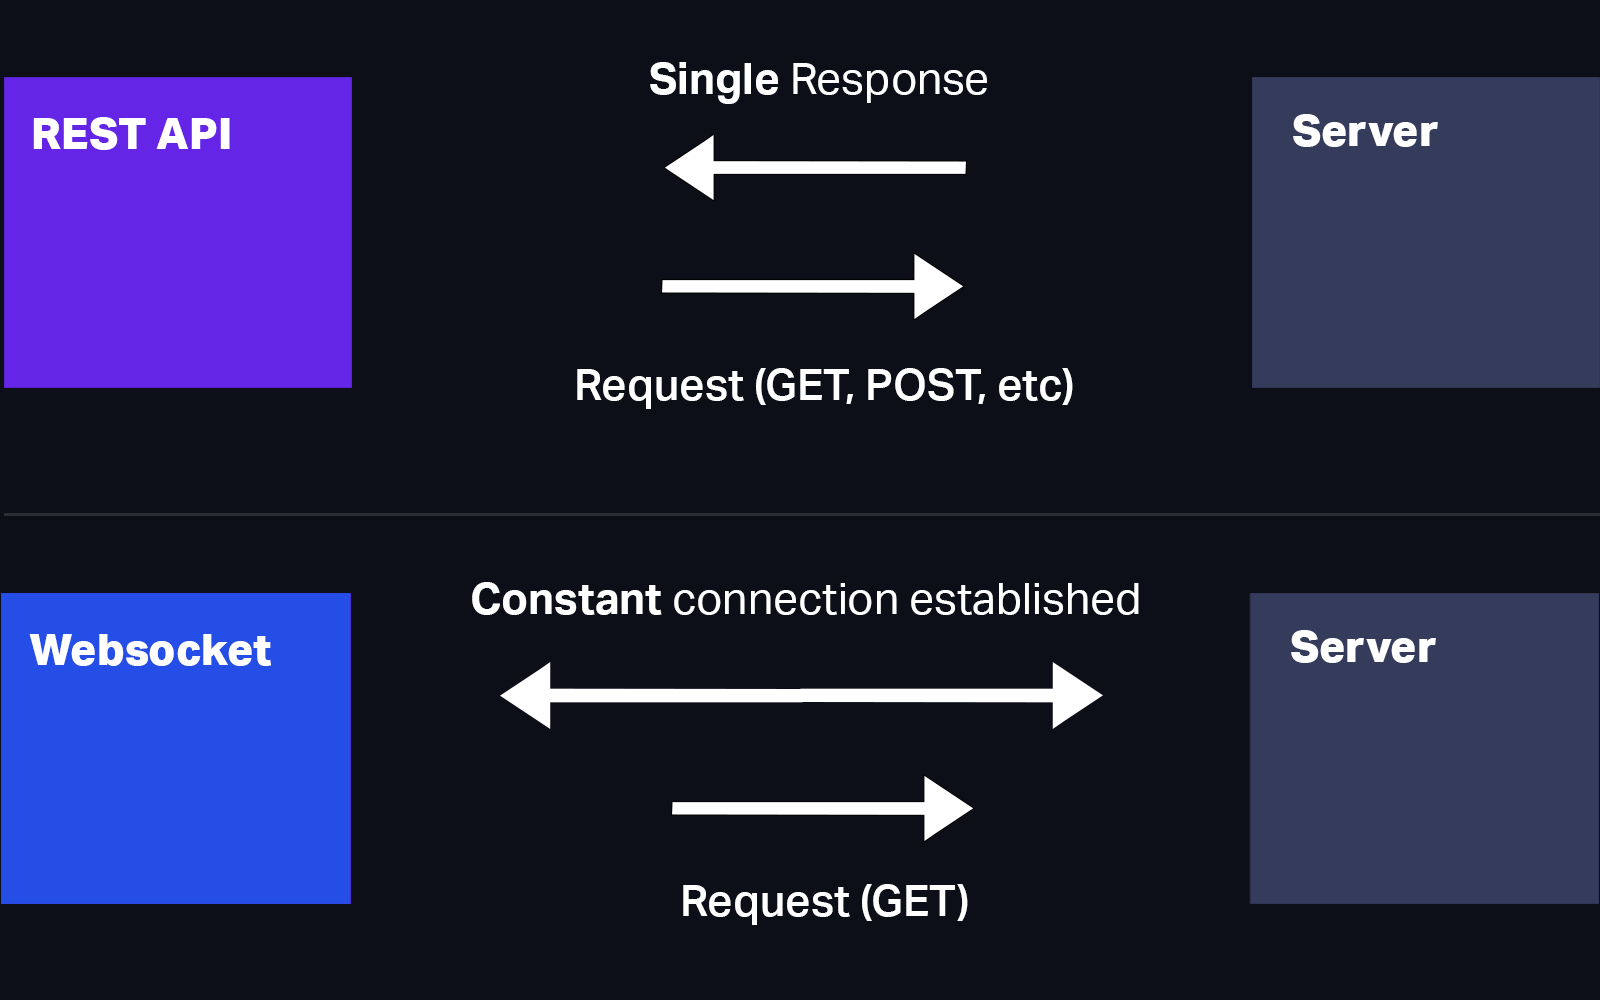 Single Response
REST API
Server
Request (GET, POST, etc)
Constant connection established
Websocket
Server
Request (GET)